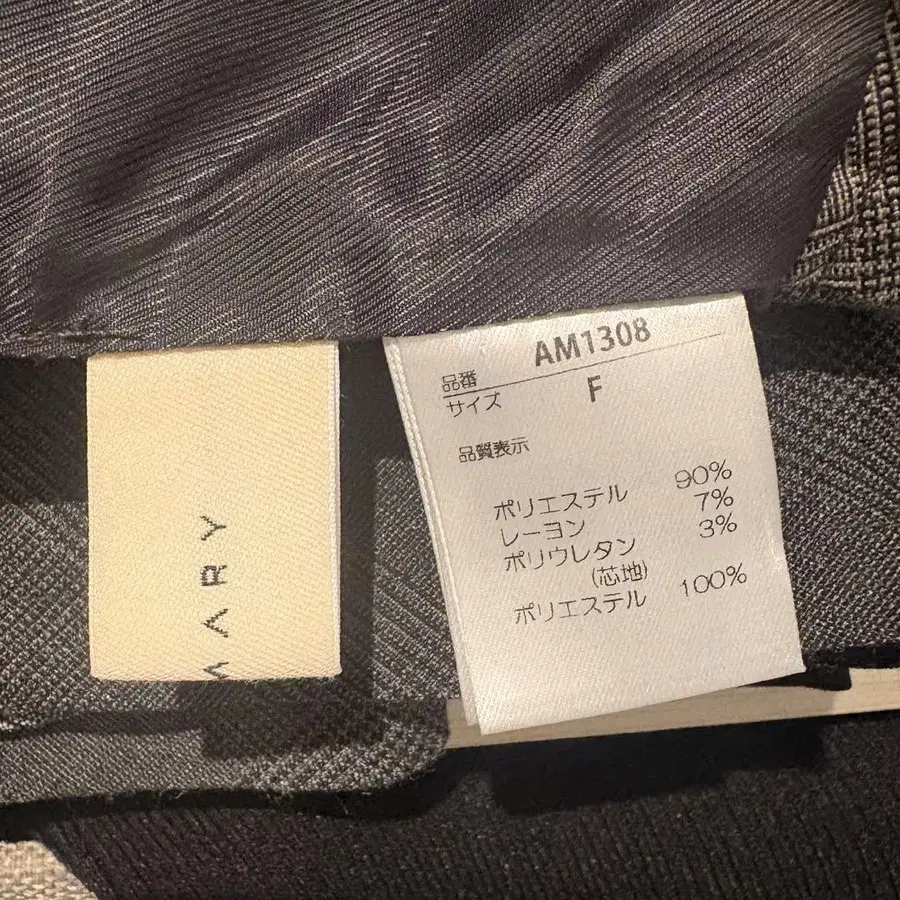 MARY
品番 AM1308
サイズ F
品質表示
ポリエステル 90%
レーヨン 7%
ポリウレタン 3%
(芯地)
ポリエステル 100%